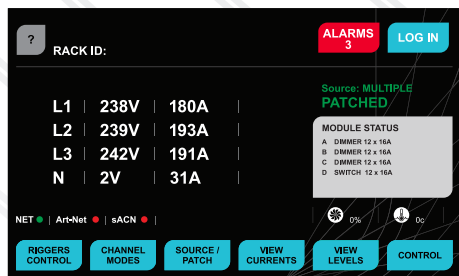 ?
RACK ID:
ALARMS
3
LOG IN
Source: MULTIPLE
PATCHED
L1 | 238V | 180A |
L2 | 239V | 193A |
L3 | 242V | 191A |
N | 2V | 31A |
MODULE STATUS
A DIMMER 12 x 16A
B DIMMER 12 x 16A
C DIMMER 12 x 16A
D SWITCH 12 x 16A
NET | Art-Net | sACN |
0%
0c
RIGGERS
CONTROL
CHANNEL
MODES
SOURCE /
PATCH
VIEW
CURRENTS
VIEW
LEVELS
CONTROL